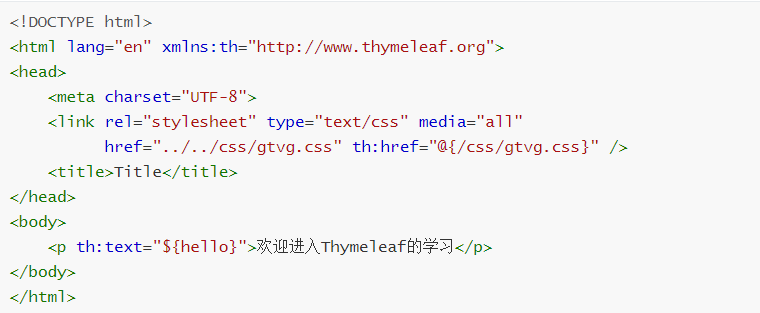 <!DOCTYPE html>
<html lang="en" xmlns:th="http://www.thymeleaf.org">
<head>
    <meta charset="UTF-8">
    <link rel="stylesheet" type="text/css" media="all"
          href="../../css/gtvg.css" th:href="@{/css/gtvg.css}" />
    <title>Title</title>
</head>
<body>
    <p th:text="${hello}">欢迎进入Thymeleaf的学习</p>
</body>
</html>